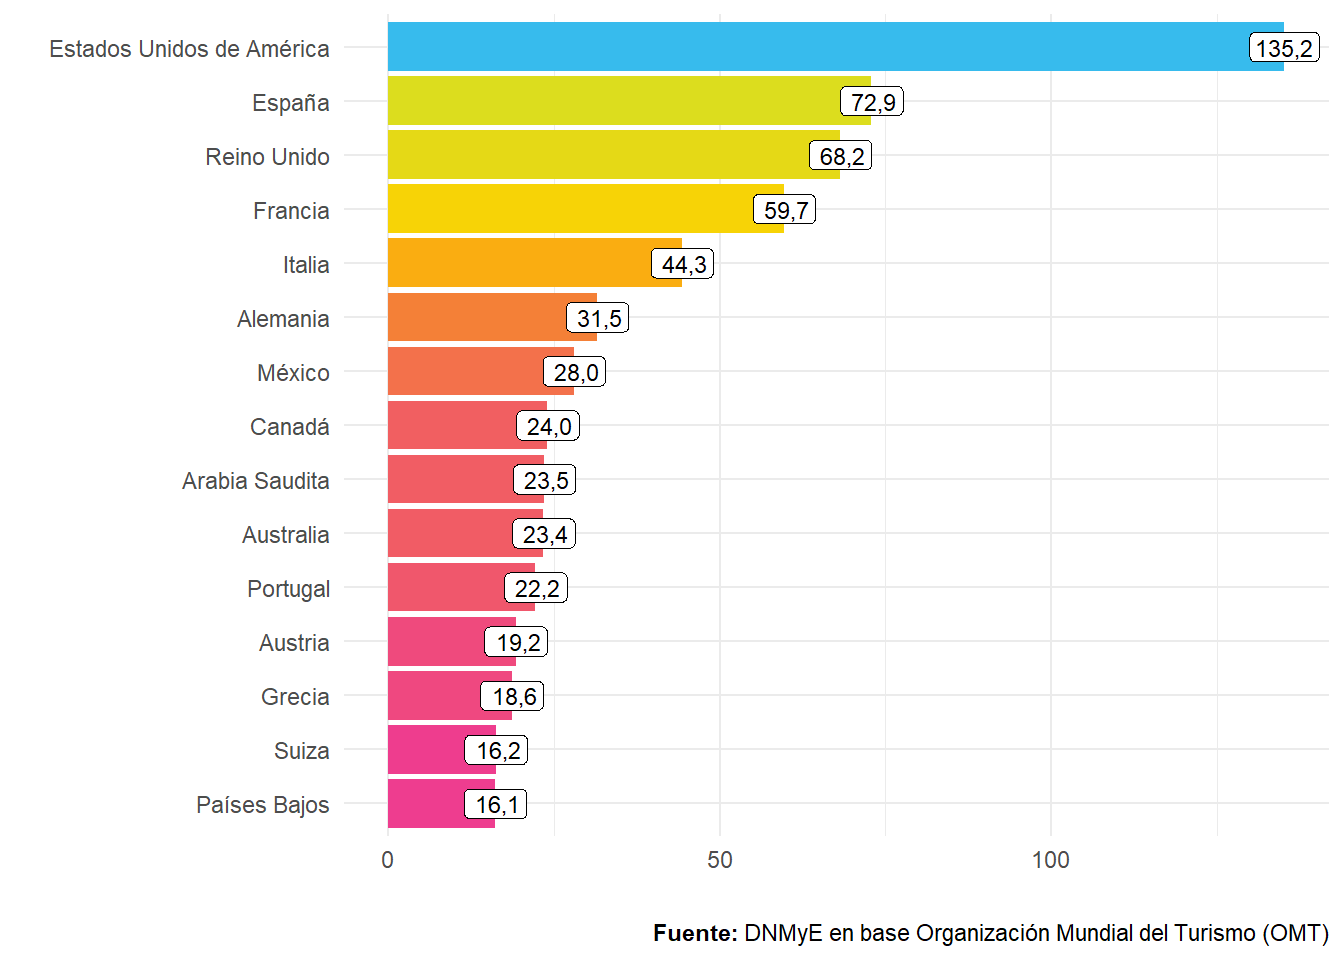 Estados Unidos de América 135,2
España 72,9
Reino Unido 68,2
Francia 59,7
Italia 44,3
Alemania 31,5
México 28,0
Canadá 24,0
Arabia Saudita 23,5
Australia 23,4
Portugal 22,2
Austria 19,2
Grecia 18,6
Suiza 16,2
Países Bajos 16,1
0 50 100
Fuente: DNMyE en base Organización Mundial del Turismo (OMT)